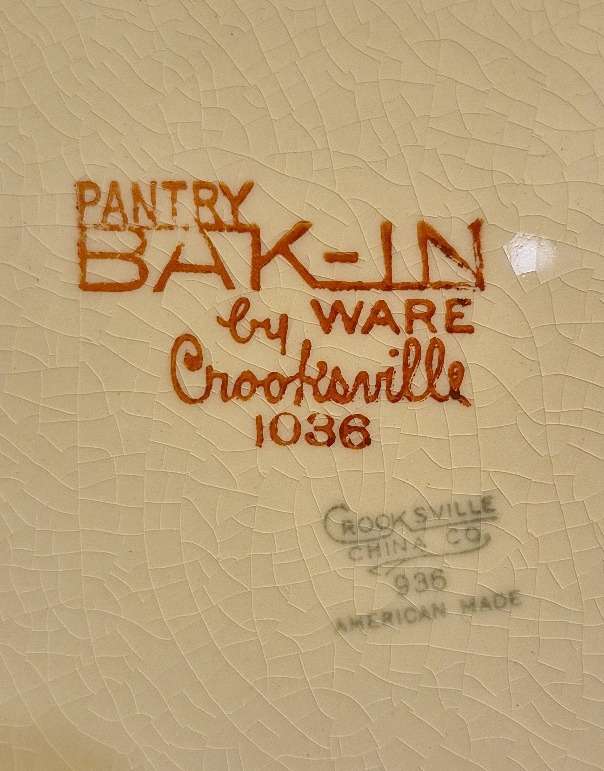 PANTRY
BAK-IN
by WARE
Crooksville
1036
CROOKSVILLE
CHINA CO.
936
AMERICAN MADE